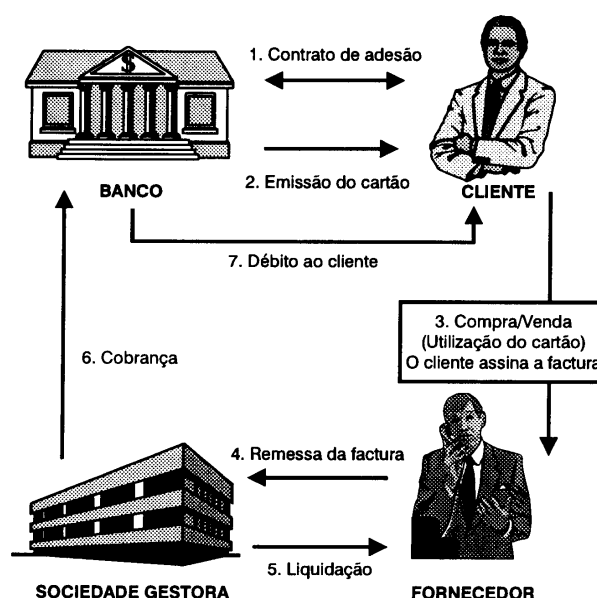 $
1. Contrato de adesão
BANCO
2. Emissão do cartão
CLIENTE
7. Débito ao cliente
3. Compra/Venda
(Utilização do cartão)
O cliente assina a factura
6. Cobrança
4. Remessa da factura
5. Liquidação
SOCIEDADE GESTORA
FORNECEDOR